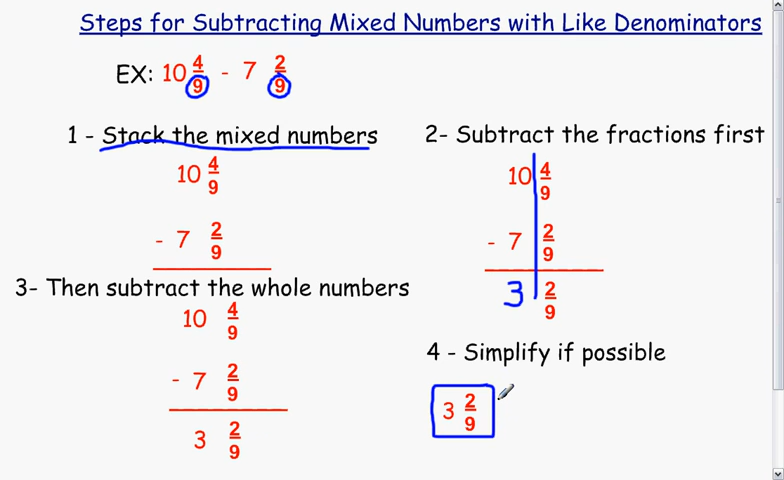 Steps for Subtracting Mixed Numbers with Like Denominators
EX: 10 4/9 - 7 2/9
1 - Stack the mixed numbers
10 4/9
- 7 2/9
2- Subtract the fractions first
10 4/9
- 7 2/9
3 2/9
3- Then subtract the whole numbers
10 4/9
- 7 2/9
3 2/9
4 - Simplify if possible
3 2/9